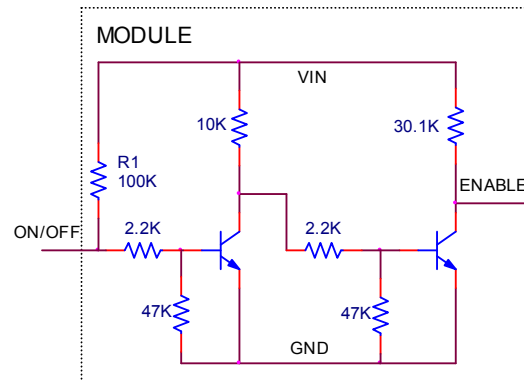 MODULE
VIN
10K
30.1K
R1
100K
ENABLE
ON/OFF
2.2K
2.2K
47K
47K
GND